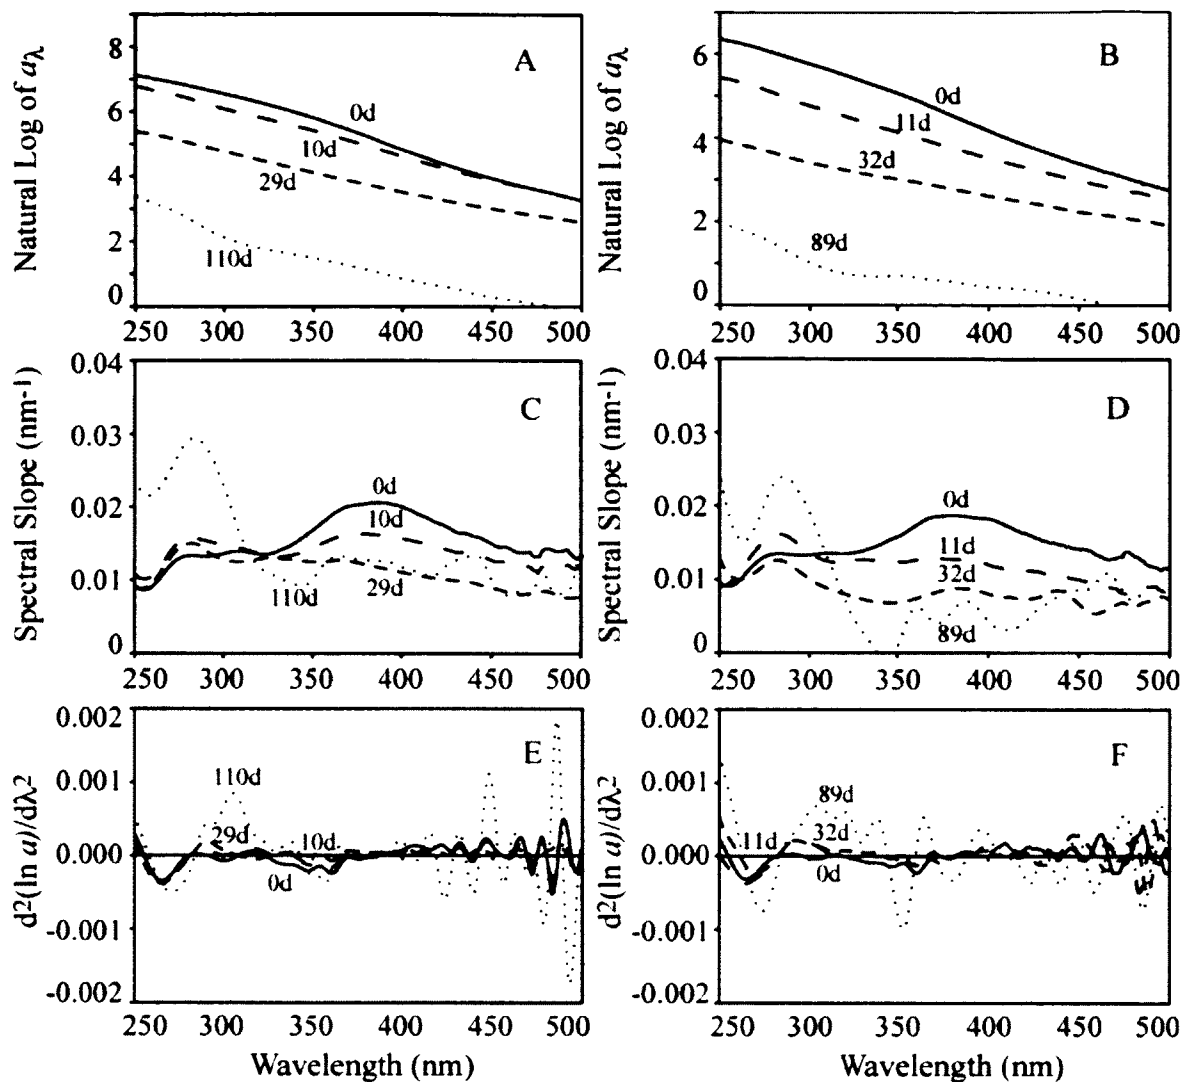 Natural Log of aλ
8
6
4
2
0
A
0d
10d
29d
110d
250 300 350 400 450 500
Natural Log of aλ
6
4
2
0
B
0d
11d
32d
89d
250 300 350 400 450 500
Spectral Slope (nm-1)
0.04
0.03
0.02
0.01
0
C
0d
10d
29d
110d
250 300 350 400 450 500
Spectral Slope (nm-1)
0.04
0.03
0.02
0.01
0
D
0d
11d
32d
89d
250 300 350 400 450 500
d2(ln a)/dλ2
0.002
0.001
0.000
-0.001
-0.002
E
110d
29d
10d
0d
250 300 350 400 450 500
Wavelength (nm)
d2(ln a)/dλ2
0.002
0.001
0.000
-0.001
-0.002
F
89d
11d
32d
0d
250 300 350 400 450 500
Wavelength (nm)